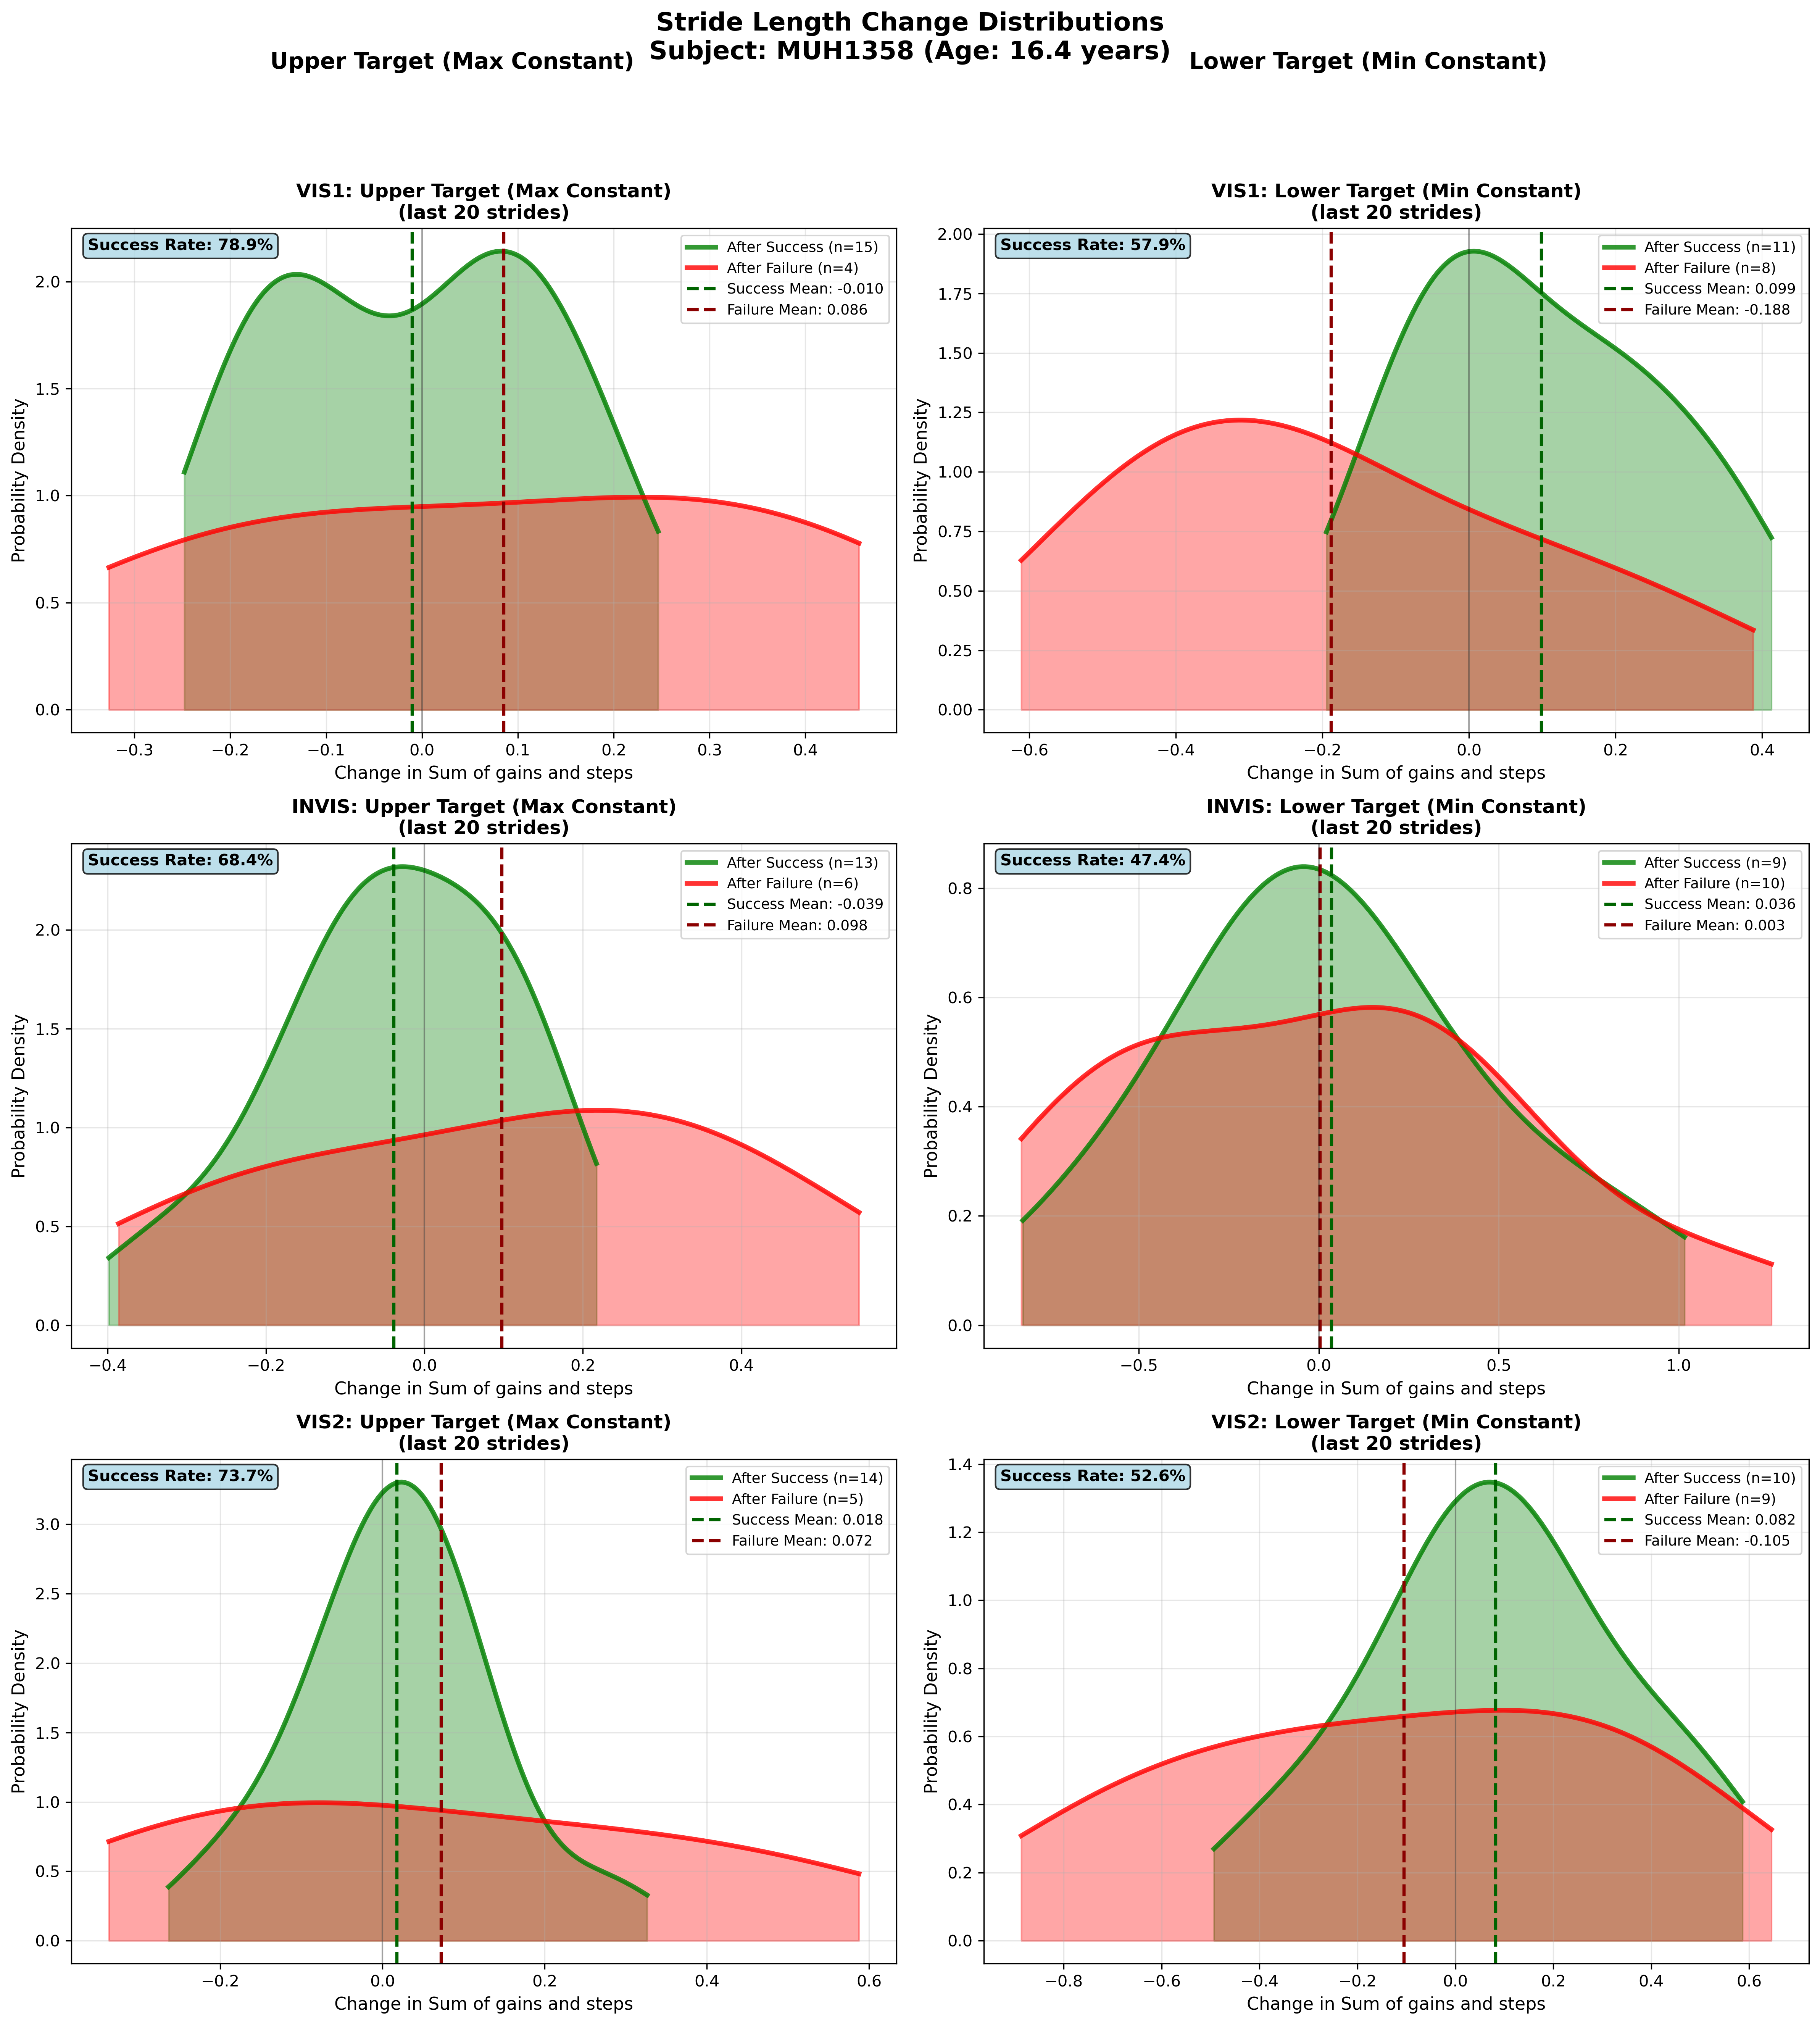 Stride Length Change Distributions
Subject: MUH1358 (Age: 16.4 years)
Upper Target (Max Constant)
Lower Target (Min Constant)
VIS1: Upper Target (Max Constant)
(last 20 strides)
Success Rate: 78.9%
After Success (n=15)
After Failure (n=4)
Success Mean: -0.010
Failure Mean: 0.086
Probability Density
2.0
1.5
1.0
0.5
0.0
−0.3 −0.2 −0.1 0.0 0.1 0.2 0.3 0.4
Change in Sum of gains and steps
VIS1: Lower Target (Min Constant)
(last 20 strides)
Success Rate: 57.9%
After Success (n=11)
After Failure (n=8)
Success Mean: 0.099
Failure Mean: -0.188
Probability Density
2.00
1.75
1.50
1.25
1.00
0.75
0.50
0.25
0.00
−0.6 −0.4 −0.2 0.0 0.2 0.4
Change in Sum of gains and steps
INVIS: Upper Target (Max Constant)
(last 20 strides)
Success Rate: 68.4%
After Success (n=13)
After Failure (n=6)
Success Mean: -0.039
Failure Mean: 0.098
Probability Density
2.0
1.5
1.0
0.5
0.0
−0.4 −0.2 0.0 0.2 0.4
Change in Sum of gains and steps
INVIS: Lower Target (Min Constant)
(last 20 strides)
Success Rate: 47.4%
After Success (n=9)
After Failure (n=10)
Success Mean: 0.036
Failure Mean: 0.003
Probability Density
0.8
0.6
0.4
0.2
0.0
−0.5 0.0 0.5 1.0
Change in Sum of gains and steps
VIS2: Upper Target (Max Constant)
(last 20 strides)
Success Rate: 73.7%
After Success (n=14)
After Failure (n=5)
Success Mean: 0.018
Failure Mean: 0.072
Probability Density
3.0
2.5
2.0
1.5
1.0
0.5
0.0
−0.2 0.0 0.2 0.4 0.6
Change in Sum of gains and steps
VIS2: Lower Target (Min Constant)
(last 20 strides)
Success Rate: 52.6%
After Success (n=10)
After Failure (n=9)
Success Mean: 0.082
Failure Mean: -0.105
Probability Density
1.4
1.2
1.0
0.8
0.6
0.4
0.2
0.0
−0.8 −0.6 −0.4 −0.2 0.0 0.2 0.4 0.6
Change in Sum of gains and steps